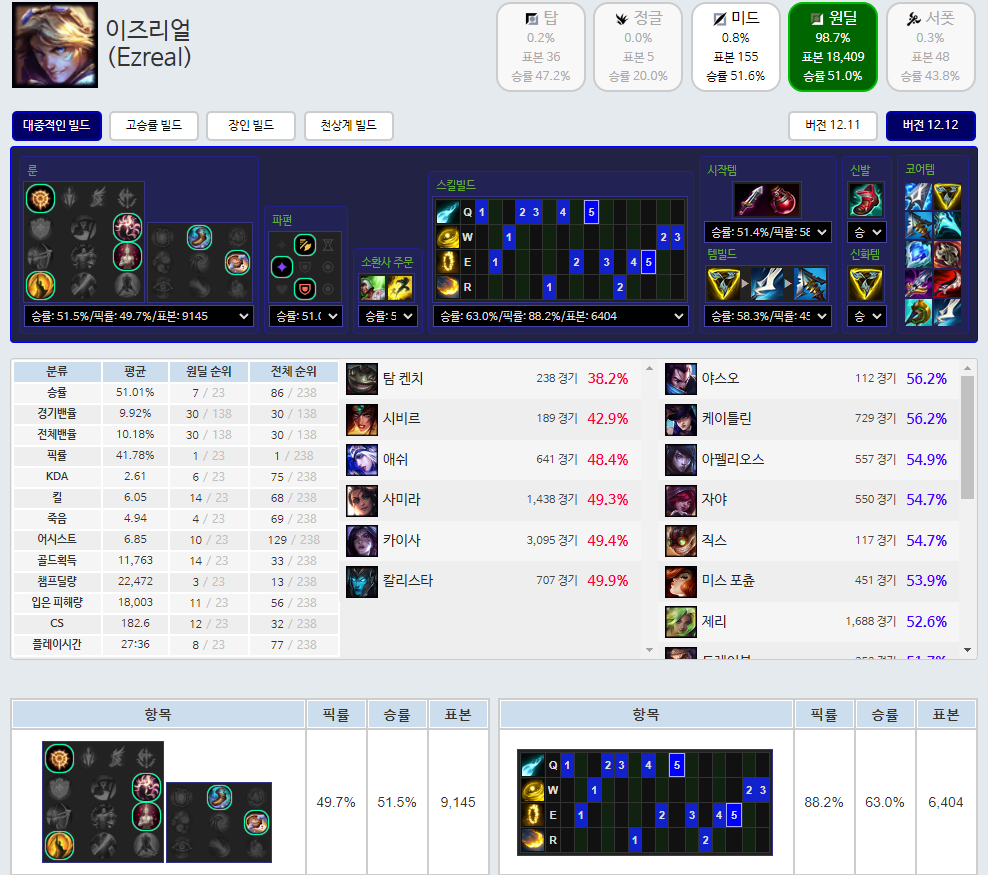 이즈리얼
(Ezreal)
탑
0.2%
표본 36
승률 47.2%
정글
0.0%
표본 5
승률 20.0%
미드
0.8%
표본 155
승률 51.6%
원딜
98.7%
표본 18,409
승률 51.0%
서폿
0.3%
표본 48
승률 43.8%
대중적인 빌드
고승률 빌드
장인 빌드
천상계 빌드
버전 12.11
버전 12.12
룬
승률: 51.5%/픽률: 49.7%/표본: 9145
파편
승률: 51.(
소환사 주문
승률: 5
스킬빌드
Q 1 2 3 4 5
W 1 2 3
E 1 2 3 4 5
R 1 2
승률: 63.0%/픽률: 88.2%/표본: 6404
시작템
승률: 51.4%/픽률: 58
템빌드
승률: 58.3%/픽률: 45
신발
승
신화템
승
코어템
분류 평균 원딜 순위 전체 순위
승률 51.01% 7 / 23 86 / 238
경기밴율 9.92% 30 / 138 30 / 138
전체밴율 10.18% 30 / 138 30 / 138
픽률 41.78% 1 / 23 1 / 238
KDA 2.61 6 / 23 75 / 238
킬 6.05 14 / 23 68 / 238
죽음 4.94 4 / 23 69 / 238
어시스트 6.85 10 / 23 129 / 238
골드획득 11,763 14 / 23 33 / 238
챔프딜량 22,472 3 / 23 13 / 238
입은 피해량 18,003 11 / 23 56 / 238
CS 182.6 12 / 23 32 / 238
플레이시간 27:36 8 / 23 77 / 238
탐 켄치 238 경기 38.2%
시비르 189 경기 42.9%
애쉬 641 경기 48.4%
사미라 1,438 경기 49.3%
카이사 3,095 경기 49.4%
칼리스타 707 경기 49.9%
야스오 112 경기 56.2%
케이틀린 729 경기 56.2%
아펠리오스 557 경기 54.9%
자야 550 경기 54.7%
직스 117 경기 54.7%
미스 포츈 451 경기 53.9%
제리 1,688 경기 52.6%
항목 픽률 승률 표본
49.7% 51.5% 9,145
항목 픽률 승률 표본
Q 1 2 3 4 5
W 1 2 3
E 1 2 3 4 5
R 1 2
88.2% 63.0% 6,404